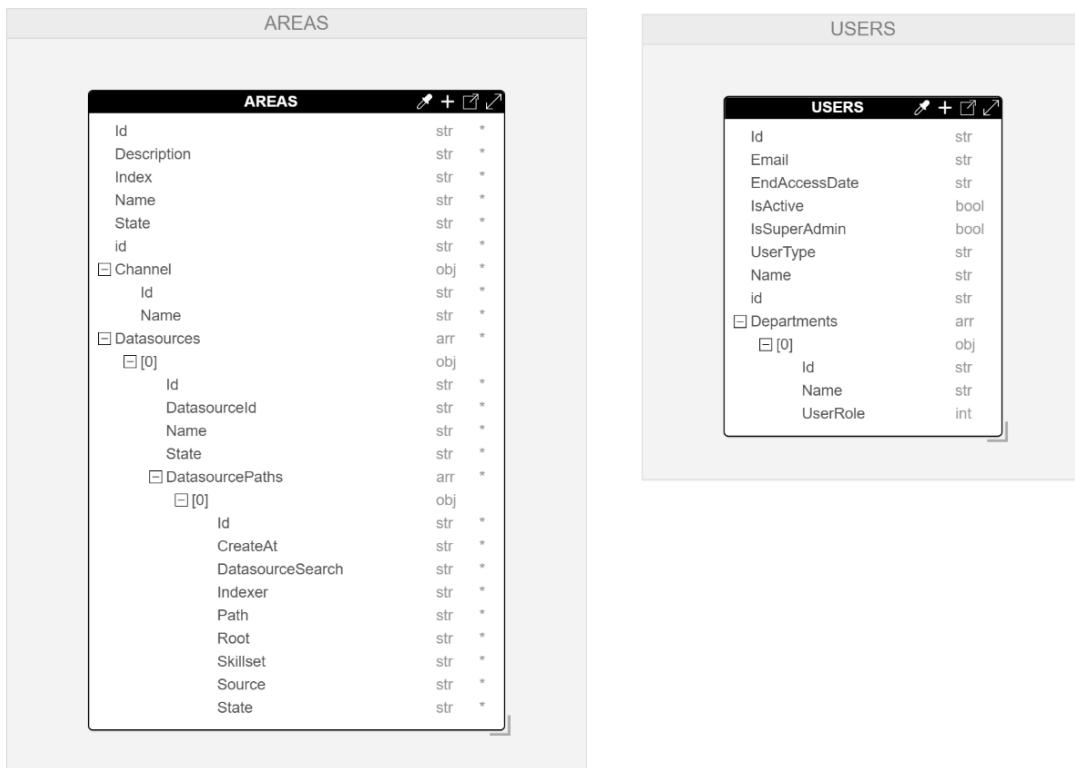 AREAS
AREAS
Id str *
Description str *
Index str *
Name str *
State str *
id str *
Channel obj *
Id str *
Name str *
Datasources arr *
[0] obj
Id str *
DatasourceId str *
Name str *
State str *
DatasourcePaths arr *
[0] obj
Id str *
CreateAt str *
DatasourceSearch str *
Indexer str *
Path str *
Root str *
Skillset str *
Source str *
State str *
USERS
USERS
Id str
Email str
EndAccessDate str
IsActive bool
IsSuperAdmin bool
UserType str
Name str
id str
Departments arr
[0] obj
Id str
Name str
UserRole int